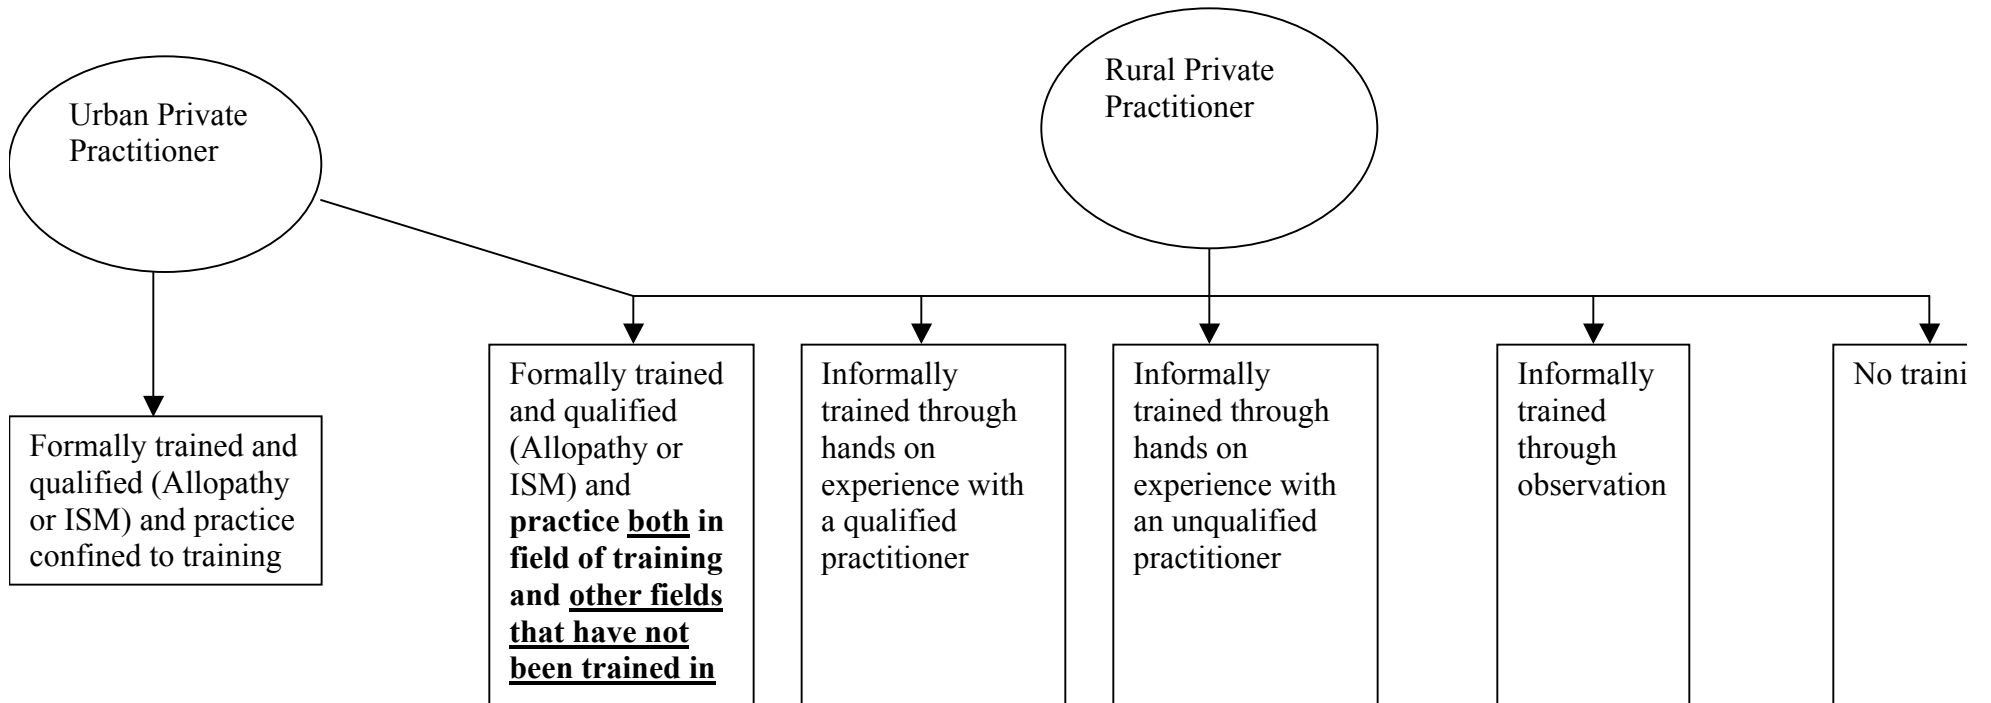 Urban Private
Practitioner
Rural Private
Practitioner
Formally trained and
qualified (Allopathy
or ISM) and practice
confined to training
Formally trained
and qualified
(Allopathy or
ISM) and
practice both in
field of training
and other fields
that have not
been trained in
Informally
trained through
hands on
experience with
a qualified
practitioner
Informally
trained through
hands on
experience with
an unqualified
practitioner
Informally
trained
through
observation
No traini